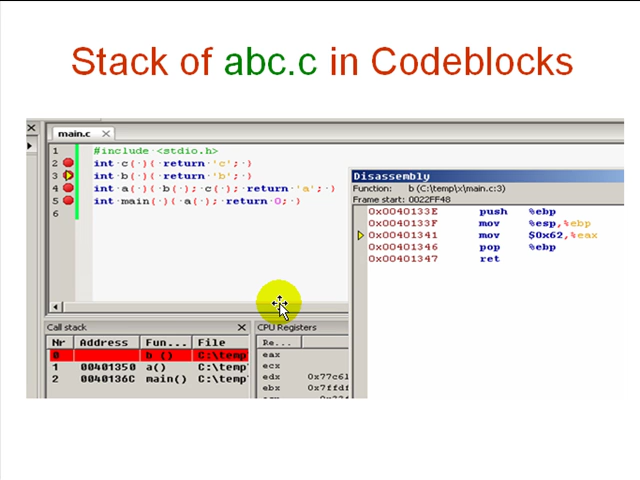 Stack of abc.c in Codeblocks
main.c
1 #include <stdio.h>
2 int c( ){ return 'c'; }
3 int b( ){ return 'b'; }
4 int a( ){ b( ); c( ); return 'a'; }
5 int main( ){ a( ); return 0; }
6
Disassembly
Function: b (C:\temp\x\main.c:3)
Frame start: 0022FF48
0x0040133E push %ebp
0x0040133F mov %esp,%ebp
0x00401341 mov $0x62,%eax
0x00401346 pop %ebp
0x00401347 ret
Call stack
Nr Address Fun... File
0 b () C:\temp
1 00401350 a() C:\temp
2 0040136C main() C:\temp
CPU Registers
Re...
eax
ecx
edx 0x77c61
ebx 0x7ffdf